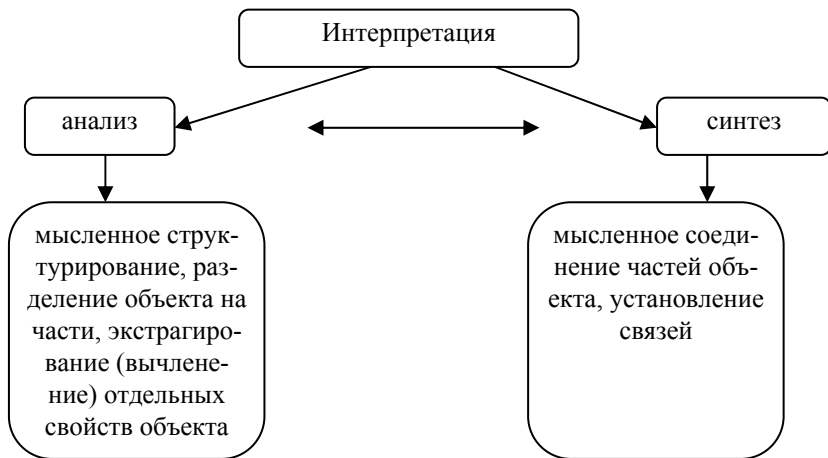 Интерпретация
анализ
синтез
мысленное струк-
турирование, раз-
деление объекта на
части, экстрагиро-
вание (вычлене-
ние) отдельных
свойств объекта
мысленное соеди-
нение частей объ-
екта, установление
связей